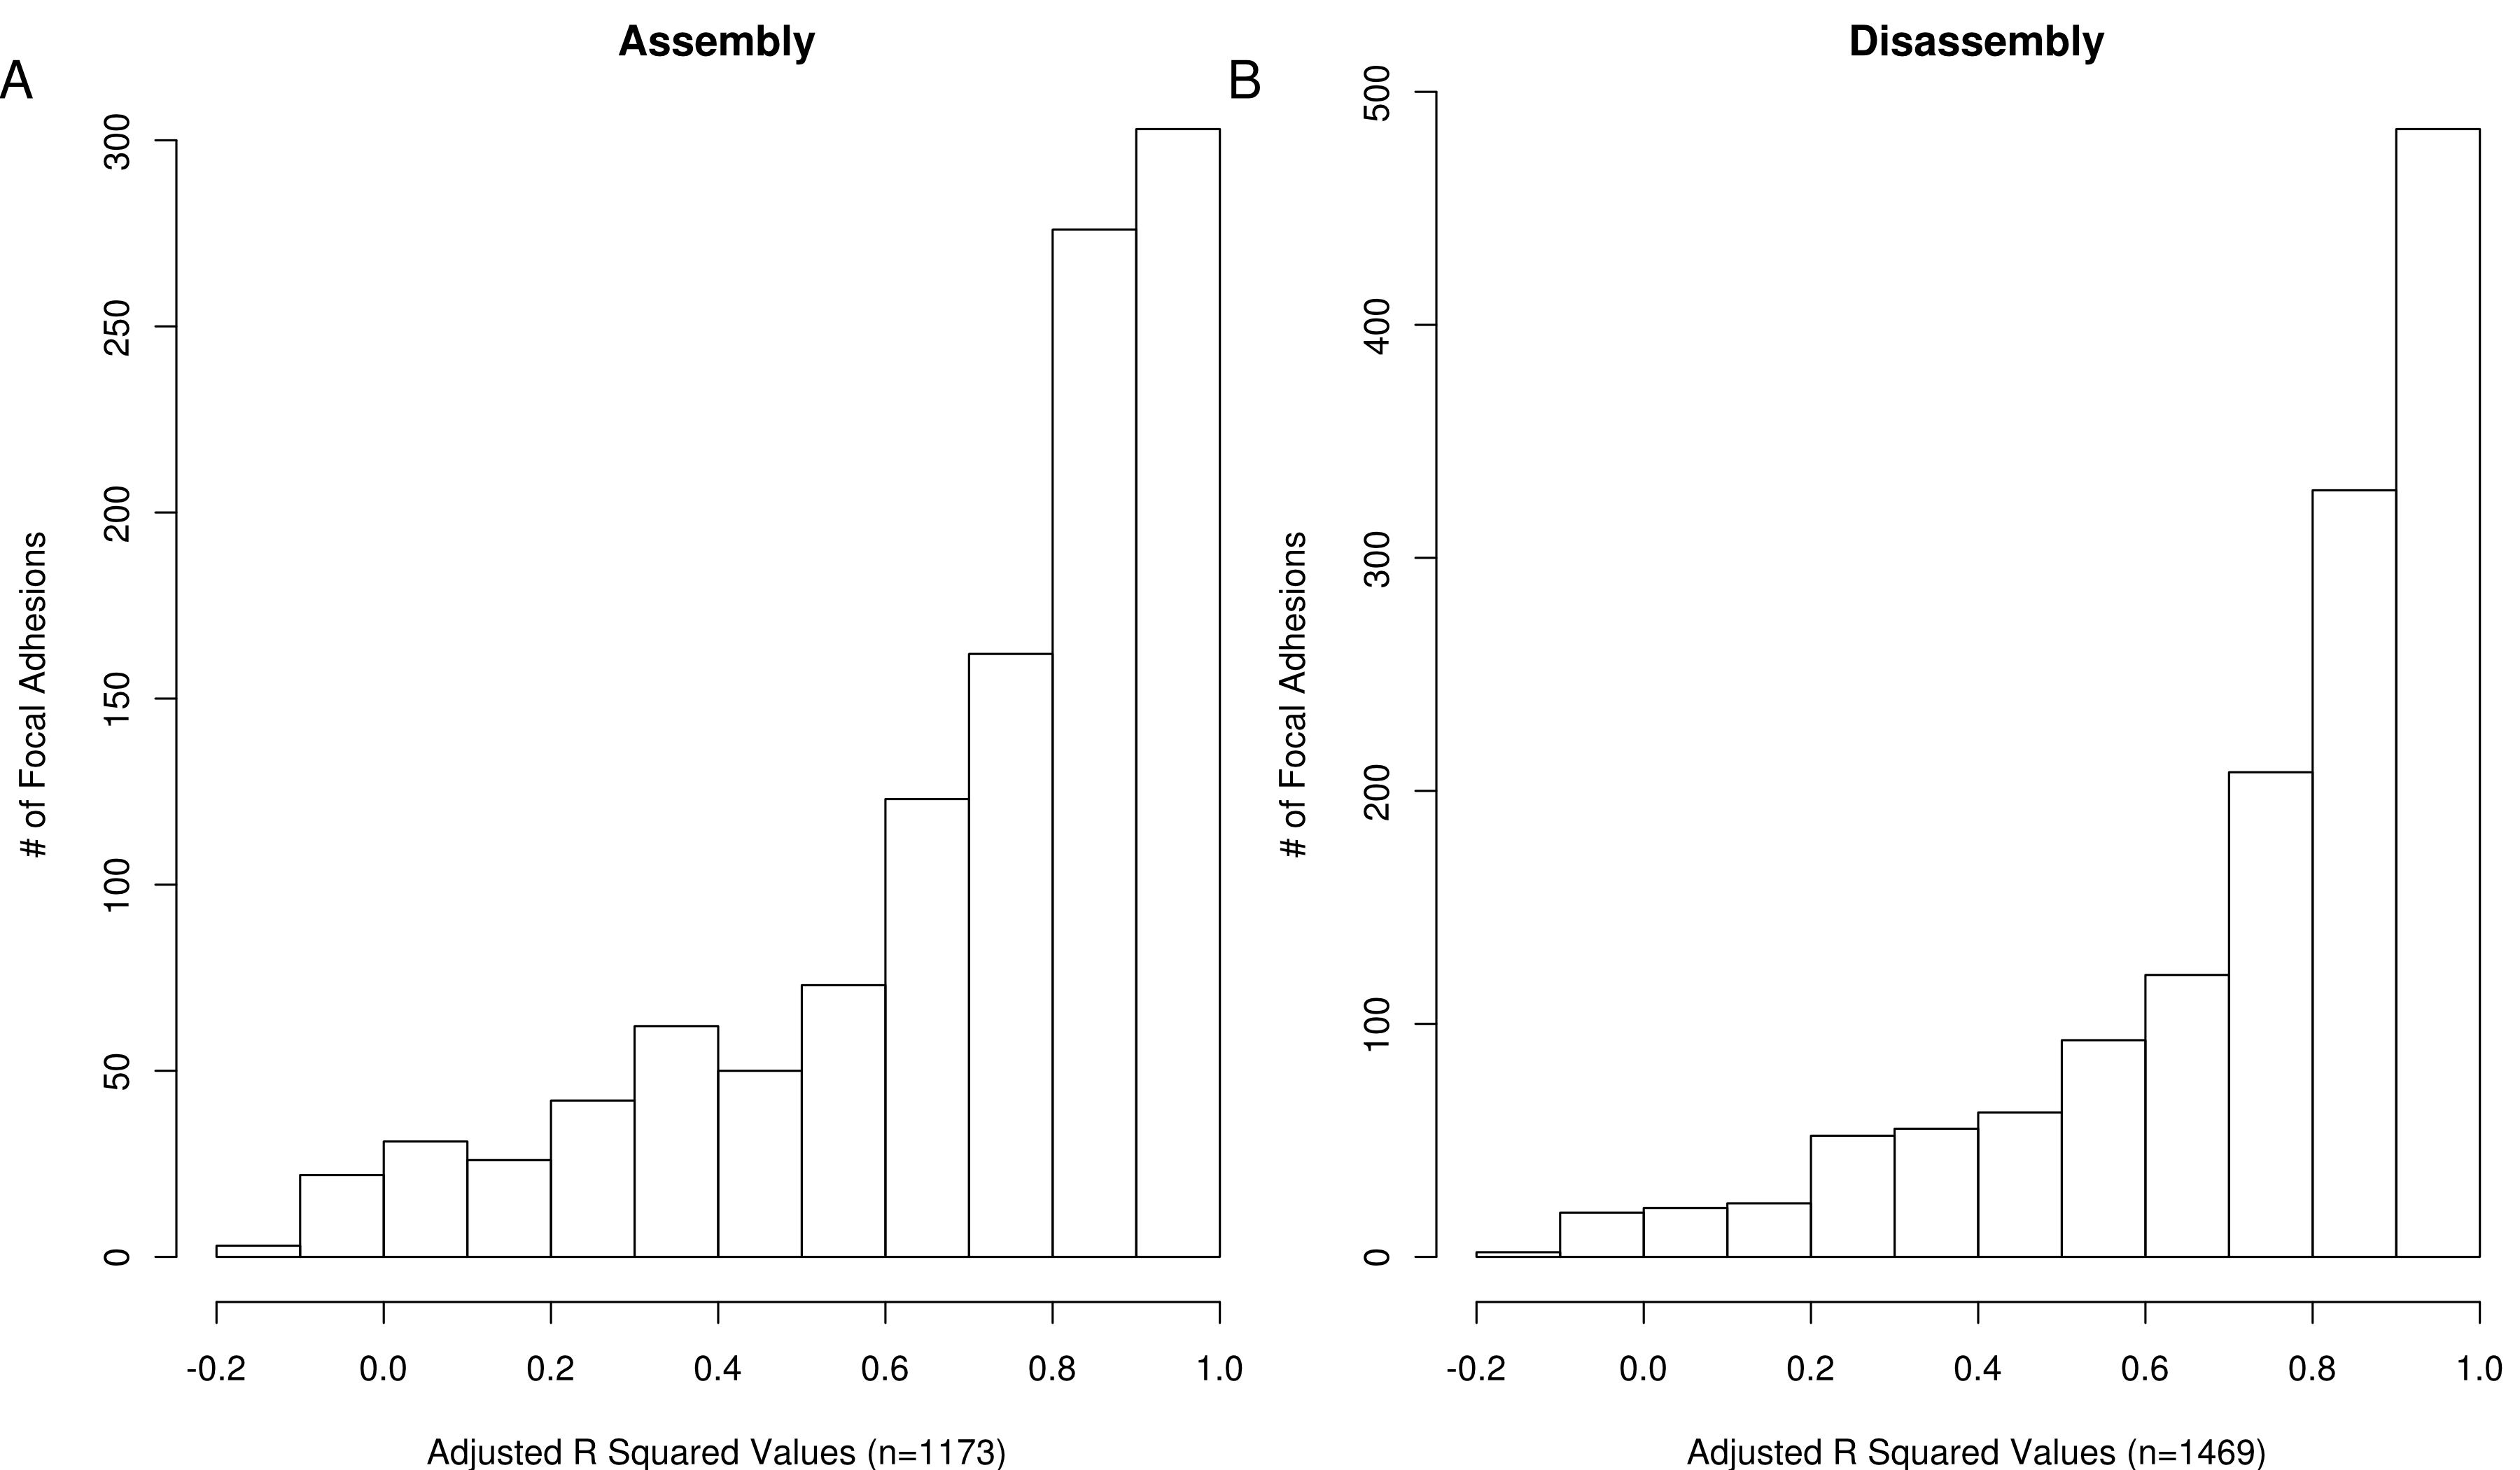 A
Assembly
# of Focal Adhesions
300
250
200
150
100
50
0
-0.2 0.0 0.2 0.4 0.6 0.8 1.0
Adjusted R Squared Values (n=1173)
B
Disassembly
# of Focal Adhesions
500
400
300
200
100
0
-0.2 0.0 0.2 0.4 0.6 0.8 1.0
Adjusted R Squared Values (n=1469)